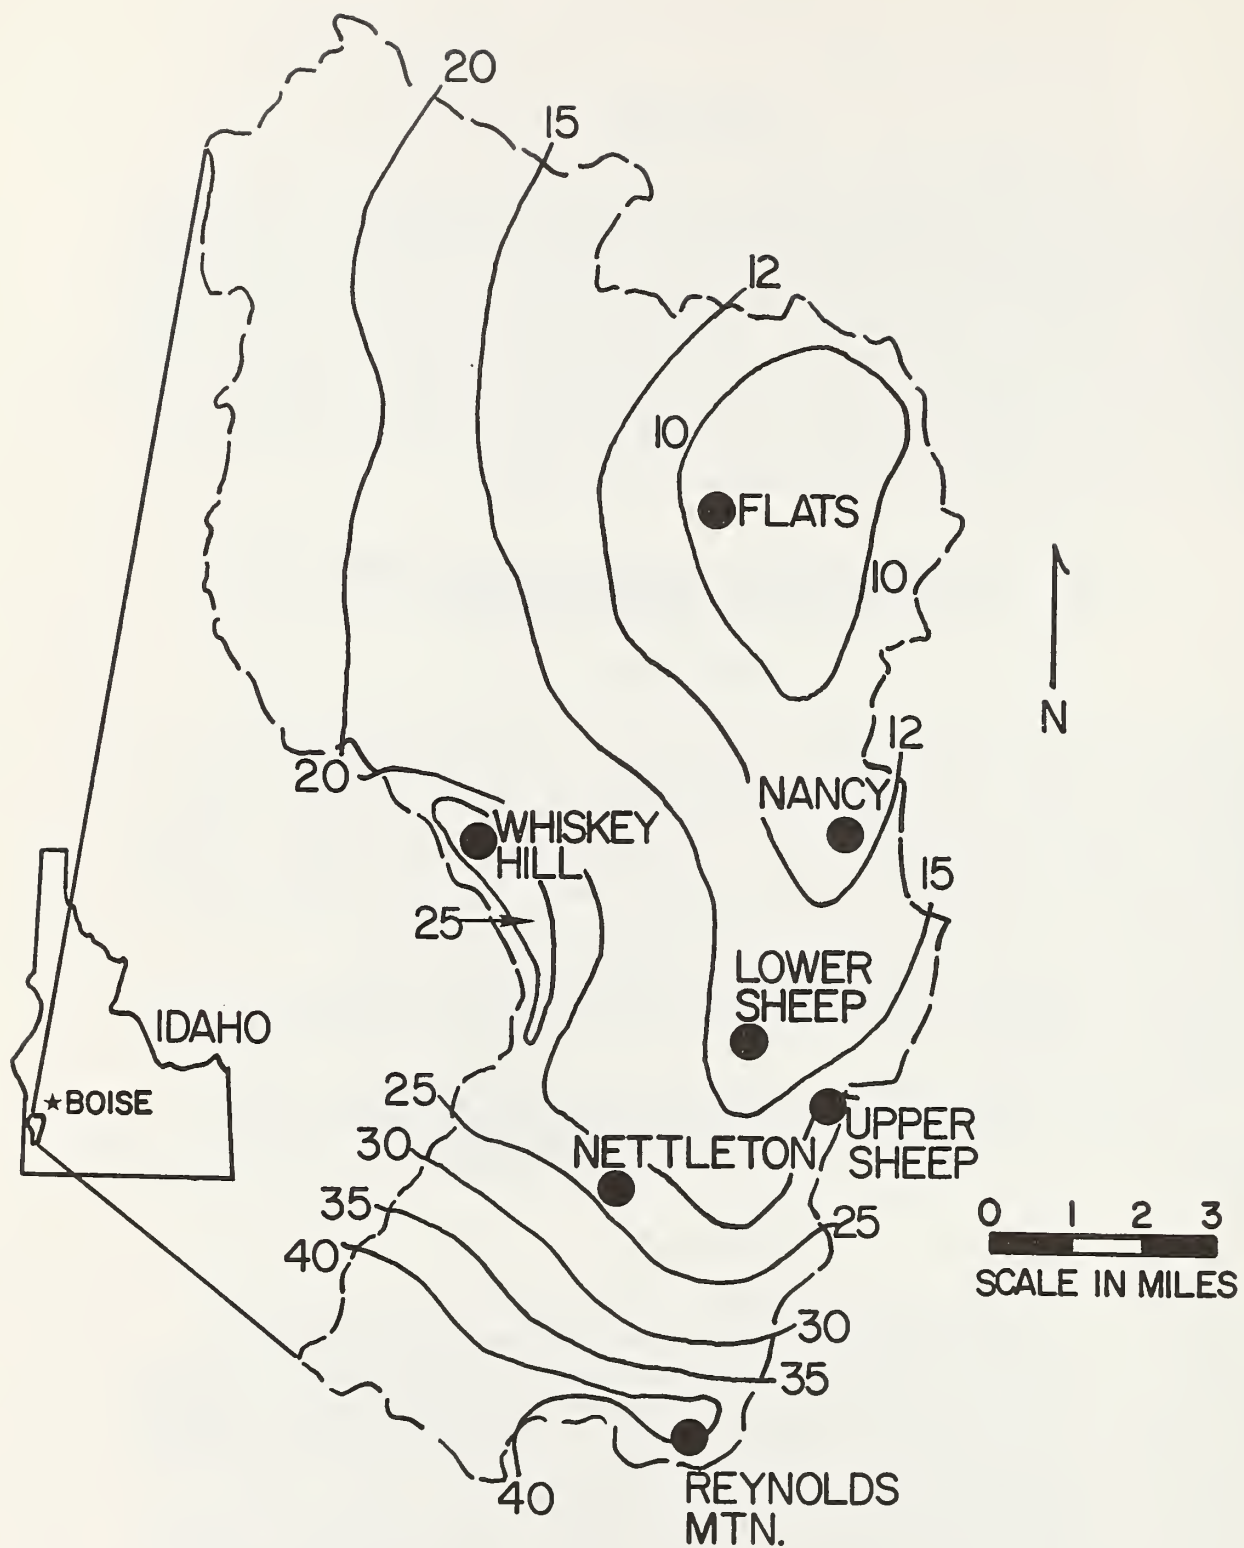 20
15
12
10
FLATS
10
N
12
20
NANCY
WHISKEY
HILL
15
25
LOWER
SHEEP
IDAHO
BOISE
25
UPPER
SHEEP
30
NETTLETON
35
25
0 1 2 3
40
SCALE IN MILES
30
35
40
REYNOLDS
MTN.